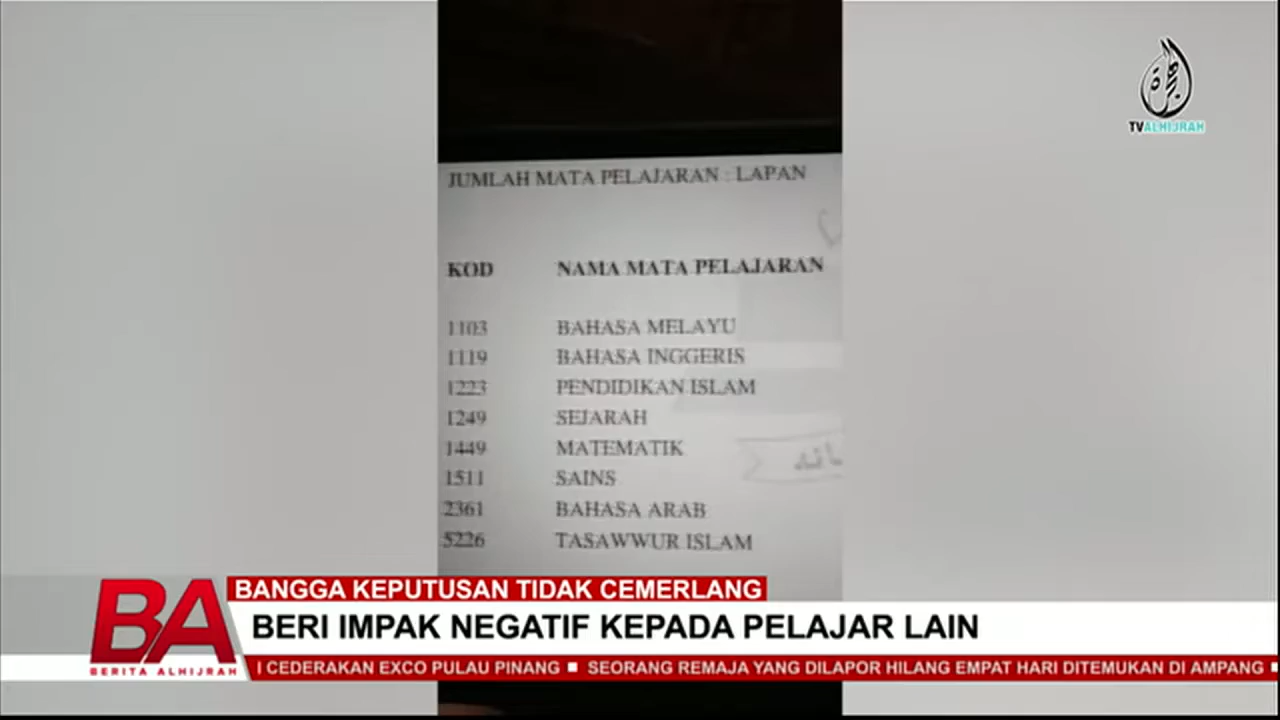 TVALHIJRAH
JUMLAH MATA PELAJARAN : LAPAN
KOD NAMA MATA PELAJARAN
1103 BAHASA MELAYU
1119 BAHASA INGGERIS
1223 PENDIDIKAN ISLAM
1249 SEJARAH
1449 MATEMATIK
1511 SAINS
2361 BAHASA ARAB
5226 TASAWWUR ISLAM
BANGGA KEPUTUSAN TIDAK CEMERLANG
BA BERI IMPAK NEGATIF KEPADA PELAJAR LAIN
BERITA ALHIJRAH
I CEDERAKAN EXCO PULAU PINANG ■ SEORANG REMAJA YANG DILAPOR HILANG EMPAT HARI DITEMUKAN DI AMPANG ■